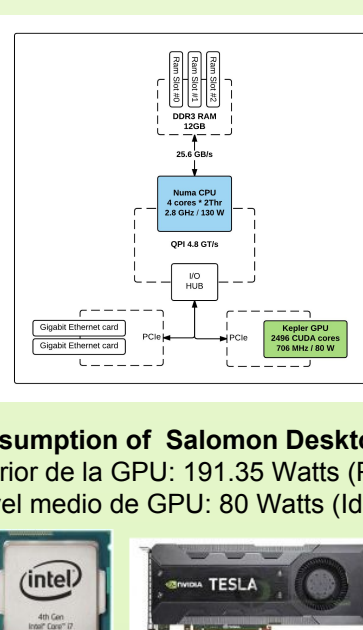 Ram Slot #0
Ram Slot #1
Ram Slot #2
DDR3 RAM
12GB
25.6 GB/s
Numa CPU
4 cores * 2Thr
2.8 GHz / 130 W
QPI 4.8 GT/s
I/O
HUB
Gigabit Ethernet card
Gigabit Ethernet card
PCIe
PCIe
Kepler GPU
2496 CUDA cores
706 MHz / 80 W
sumption of Salomon Deskt
rior de la GPU: 191.35 Watts (
vel medio de GPU: 80 Watts (Id
intel
4th Gen
Intel® Core™ i7
NVIDIA TESLA